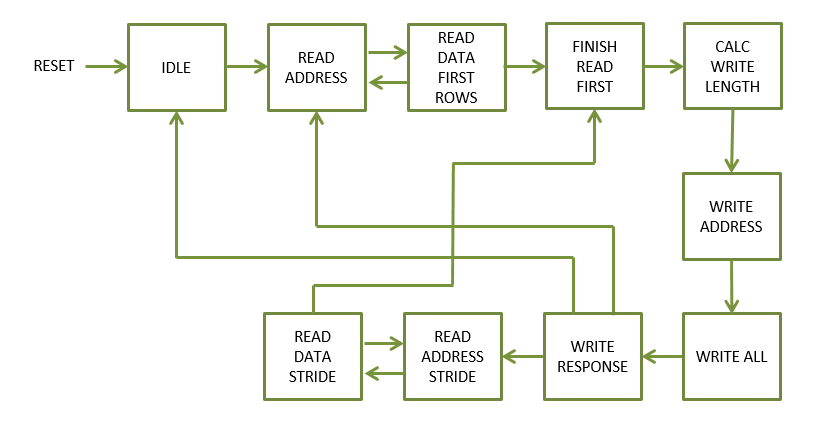 RESET
IDLE
READ
ADDRESS
READ
DATA
FIRST
ROWS
FINISH
READ
FIRST
CALC
WRITE
LENGTH
WRITE
ADDRESS
READ
DATA
STRIDE
READ
ADDRESS
STRIDE
WRITE
RESPONSE
WRITE ALL